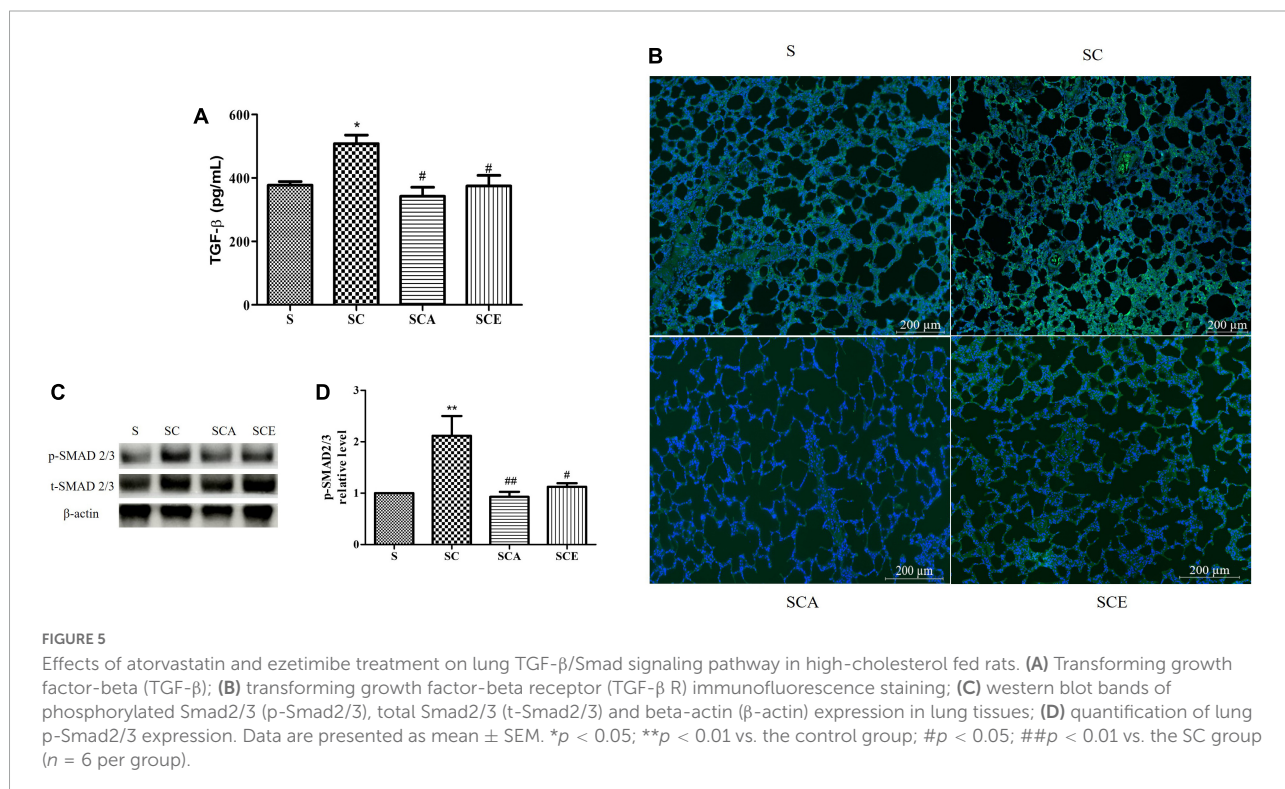 A
TGF-β (pg/mL)
600
400
200
0
*
#
#
S SC SCA SCE
B
S SC
200 µm 200 µm
200 µm 200 µm
SCA SCE
C
S SC SCA SCE
p-SMAD 2/3
t-SMAD 2/3
β-actin
D
p-SMAD2/3
relative level
3
2
1
0
**
##
#
S SC SCA SCE
FIGURE 5
Effects of atorvastatin and ezetimibe treatment on lung TGF-β/Smad signaling pathway in high-cholesterol fed rats. (A) Transforming growth
factor-beta (TGF-β); (B) transforming growth factor-beta receptor (TGF-β R) immunofluorescence staining; (C) western blot bands of
phosphorylated Smad2/3 (p-Smad2/3), total Smad2/3 (t-Smad2/3) and beta-actin (β-actin) expression in lung tissues; (D) quantification of lung
p-Smad2/3 expression. Data are presented as mean ± SEM. *p < 0.05; **p < 0.01 vs. the control group; #p < 0.05; ##p < 0.01 vs. the SC group
(n = 6 per group).